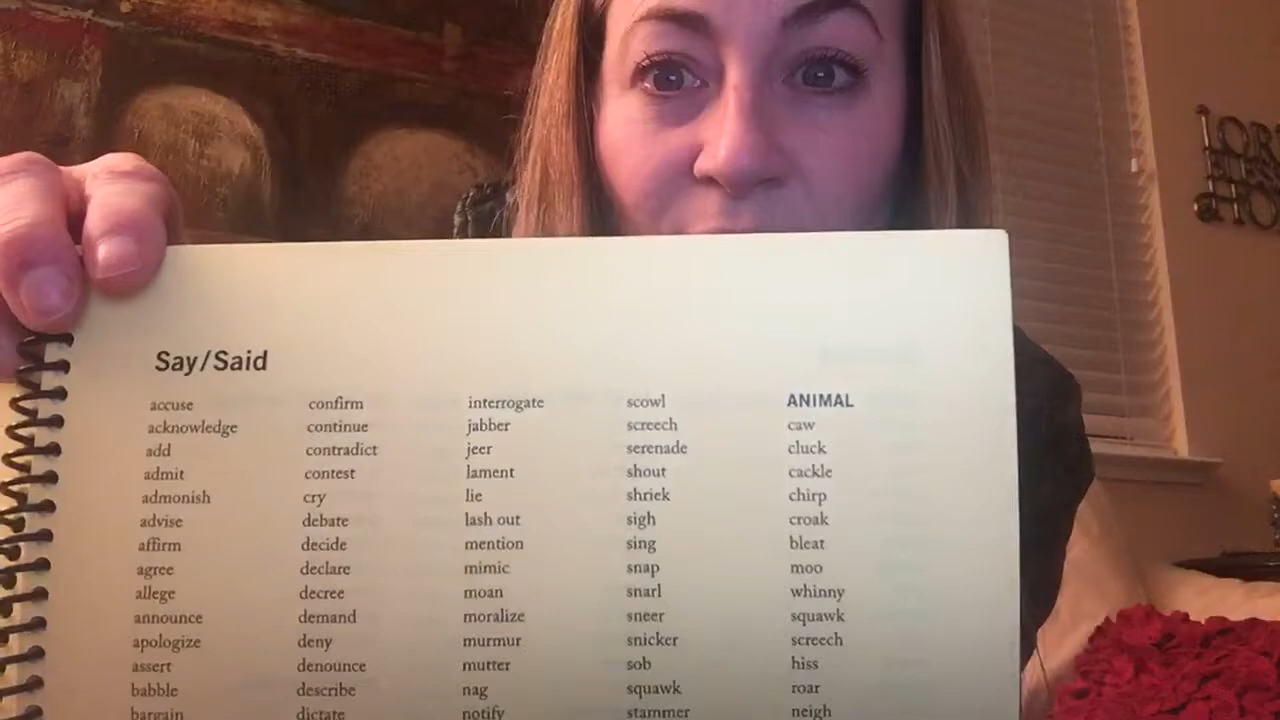 Say/Said
accuse confirm interrogate scowl ANIMAL
acknowledge continue jabber screech caw
add contradict jeer serenade cluck
admit contest lament shout cackle
admonish cry lie shriek chirp
advise debate lash out sigh croak
affirm decide mention sing bleat
agree declare mimic snap moo
allege decree moan snarl whinny
announce demand moralize sneer squawk
apologize deny murmur snicker screech
assert denounce mutter sob hiss
babble describe nag squawk roar
bargain dictate notify stammer neigh